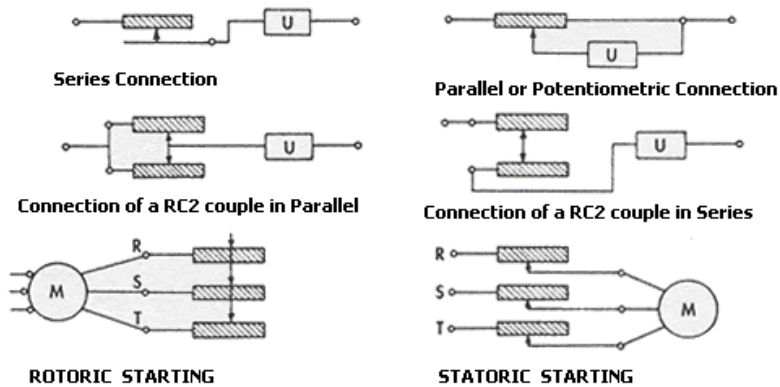 U
Series Connection
U
Parallel or Potentiometric Connection
U
Connection of a RC2 couple in Parallel
U
Connection of a RC2 couple in Series
M
R
S
T
ROTORIC STARTING
R
S
T
M
STATORIC STARTING